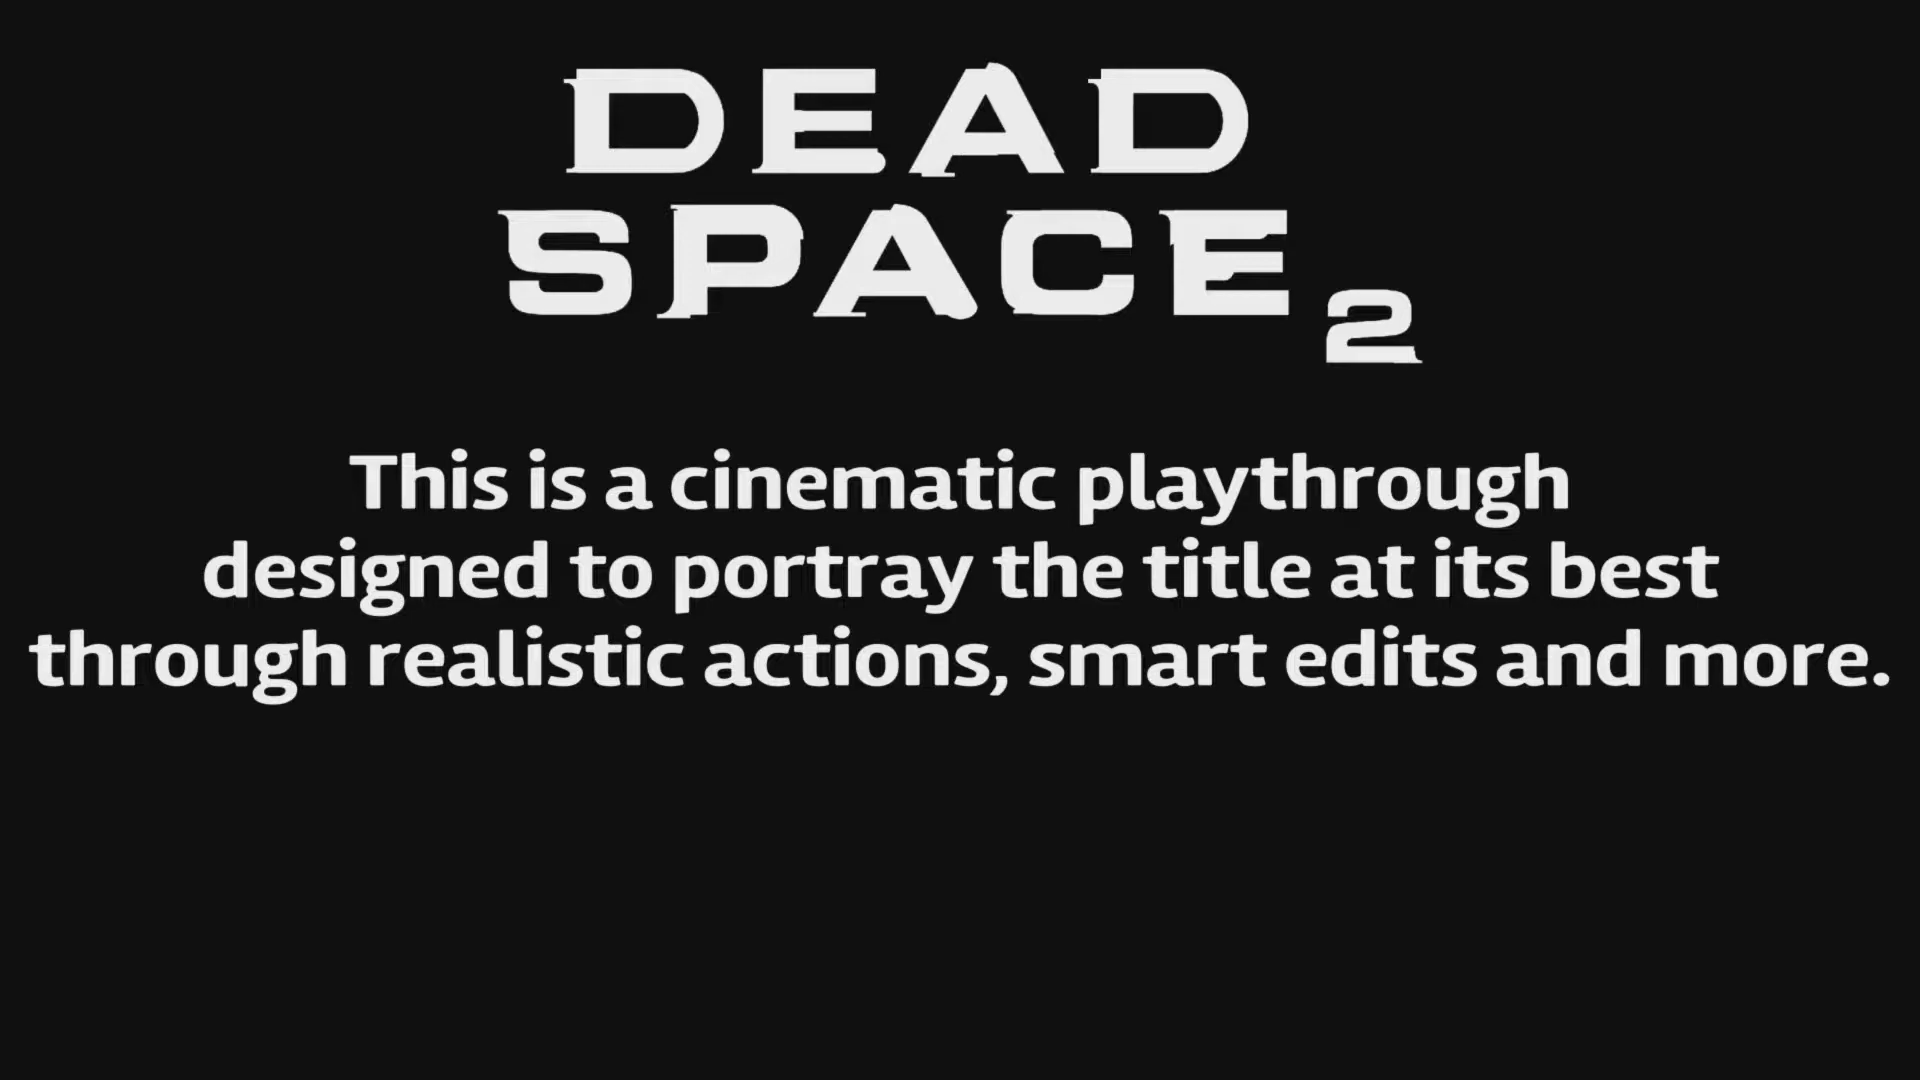 DEAD
SPACE 2
This is a cinematic playthrough
designed to portray the title at its best
through realistic actions, smart edits and more.